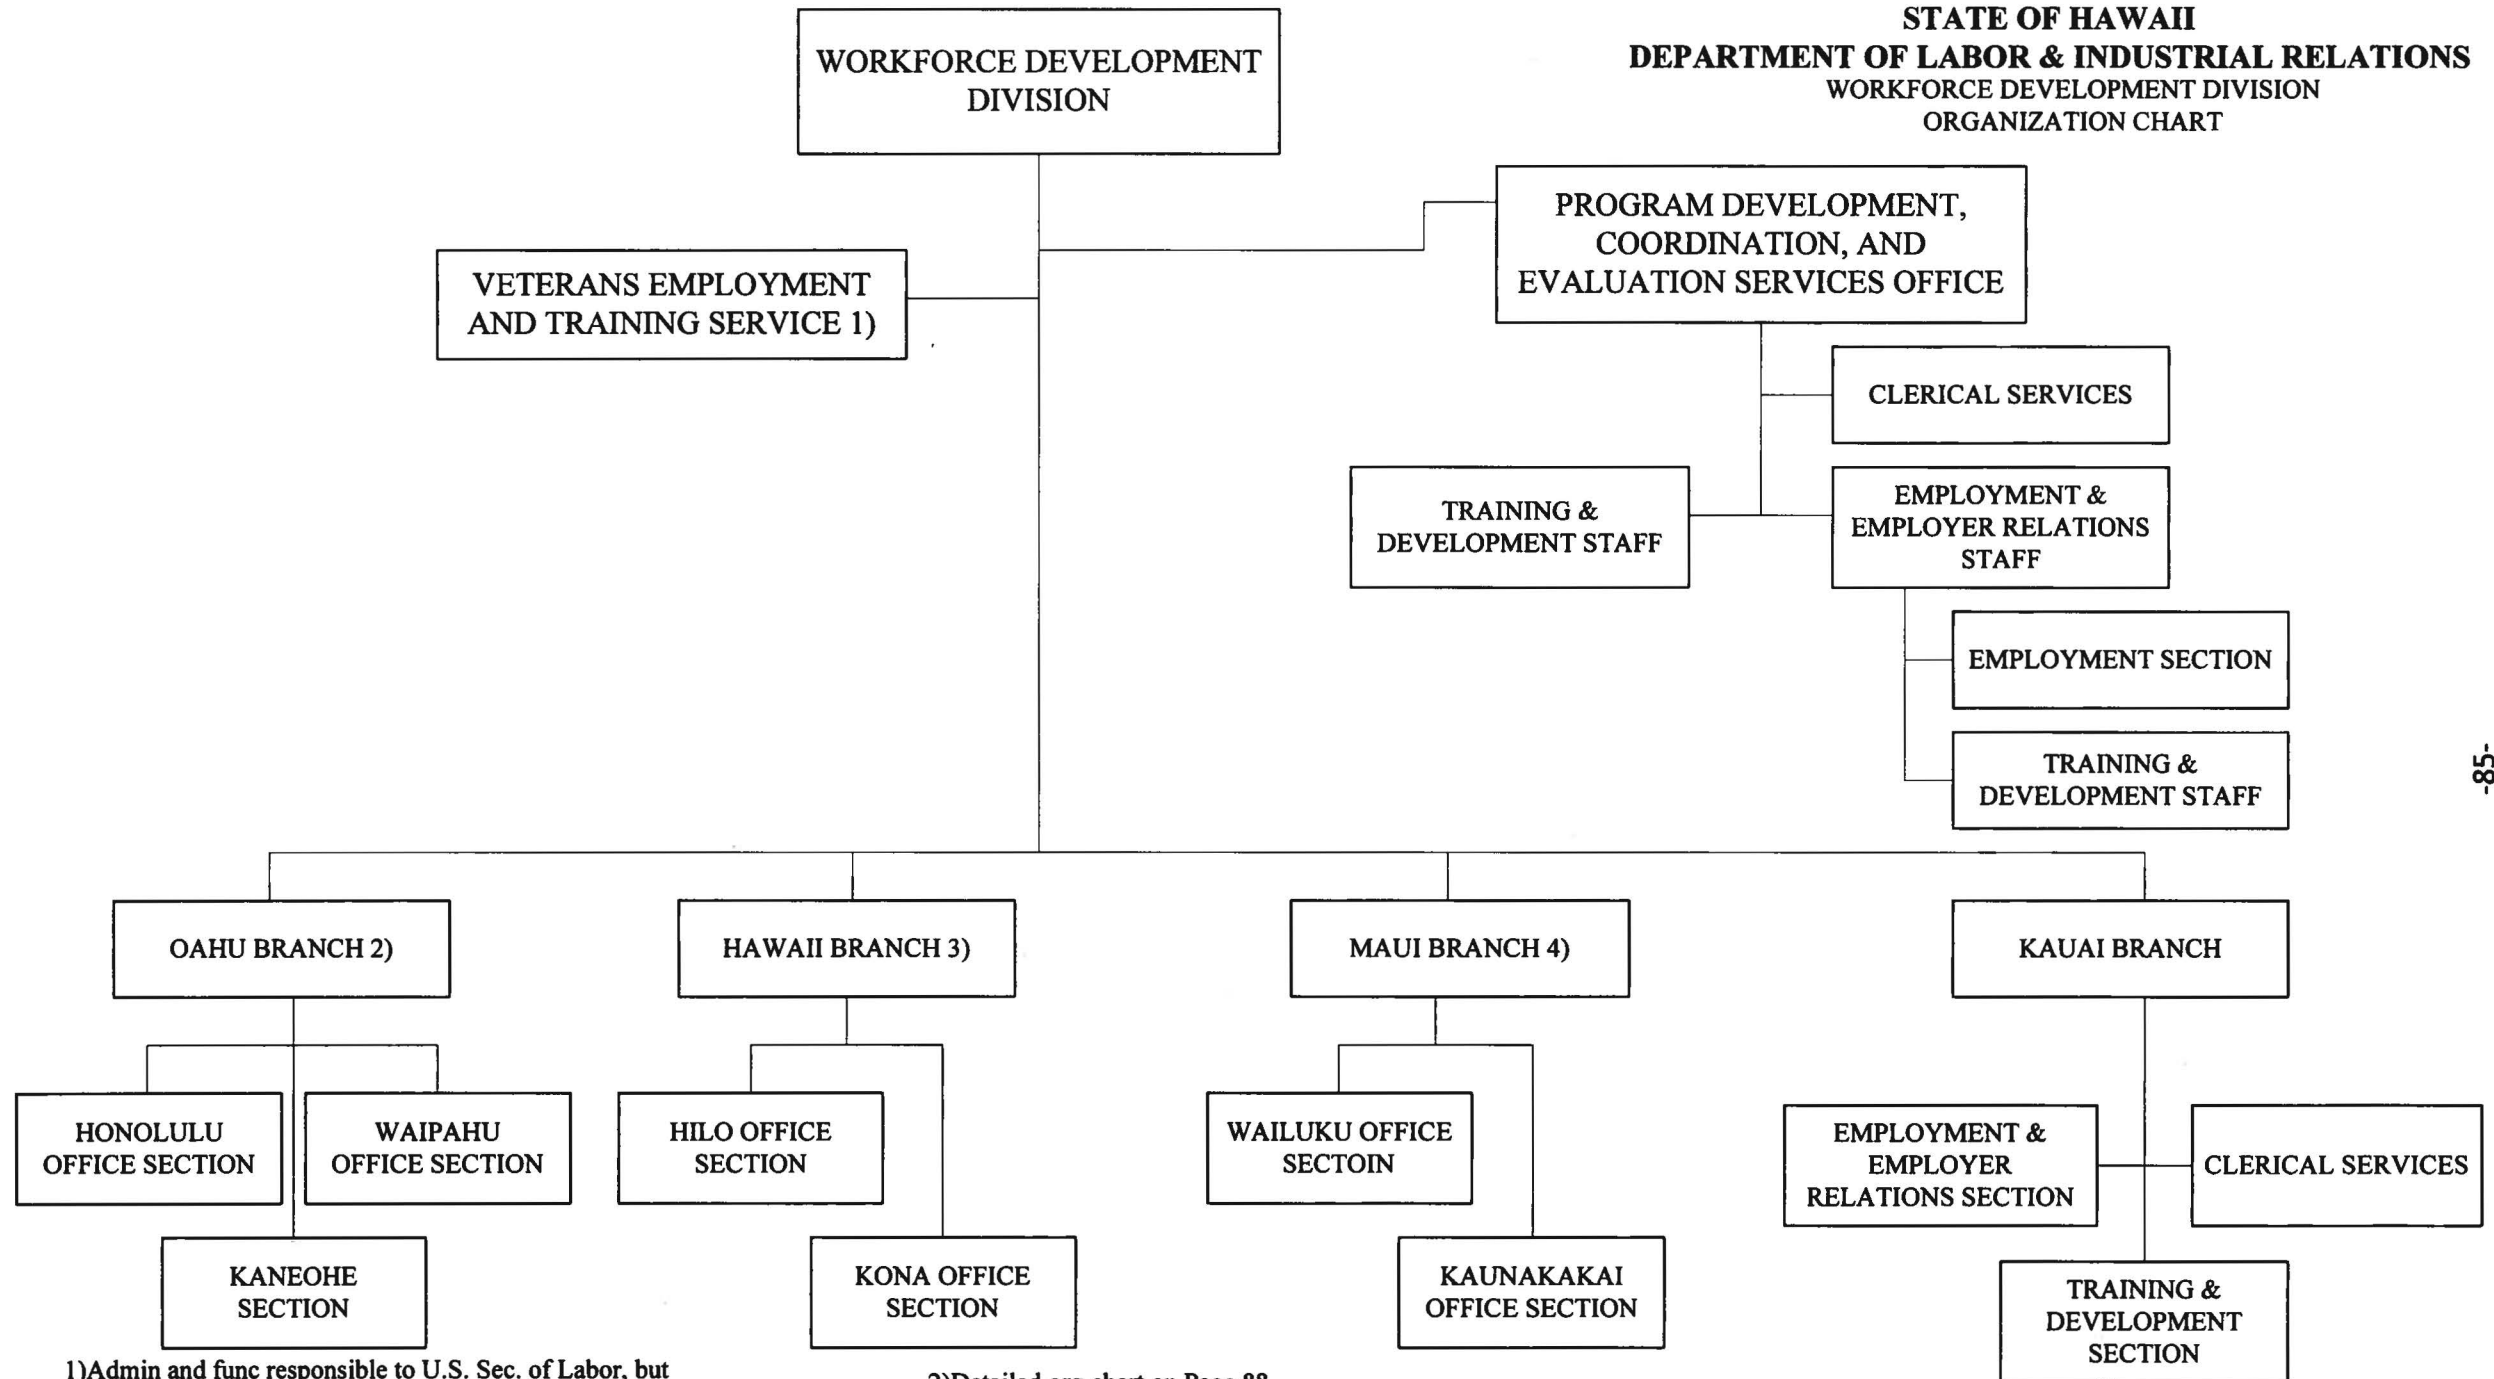 STATE OF HAWAII
DEPARTMENT OF LABOR & INDUSTRIAL RELATIONS
WORKFORCE DEVELOPMENT DIVISION
ORGANIZATION CHART
WORKFORCE DEVELOPMENT
DIVISION
PROGRAM DEVELOPMENT,
COORDINATION, AND
EVALUATION SERVICES OFFICE
VETERANS EMPLOYMENT
AND TRAINING SERVICE 1)
CLERICAL SERVICES
TRAINING &
DEVELOPMENT STAFF
EMPLOYMENT &
EMPLOYER RELATIONS
STAFF
EMPLOYMENT SECTION
TRAINING &
DEVELOPMENT STAFF
-85-
OAHU BRANCH 2)
HAWAII BRANCH 3)
MAUI BRANCH 4)
KAUAI BRANCH
HONOLULU
OFFICE SECTION
WAIPAHU
OFFICE SECTION
KANEOHE
SECTION
HILO OFFICE
SECTION
KONA OFFICE
SECTION
WAILUKU OFFICE
SECTOIN
KAUNAKAKAI
OFFICE SECTION
EMPLOYMENT &
EMPLOYER
RELATIONS SECTION
CLERICAL SERVICES
TRAINING &
DEVELOPMENT
SECTION
1)Admin and func responsible to U.S. Sec. of Labor, but